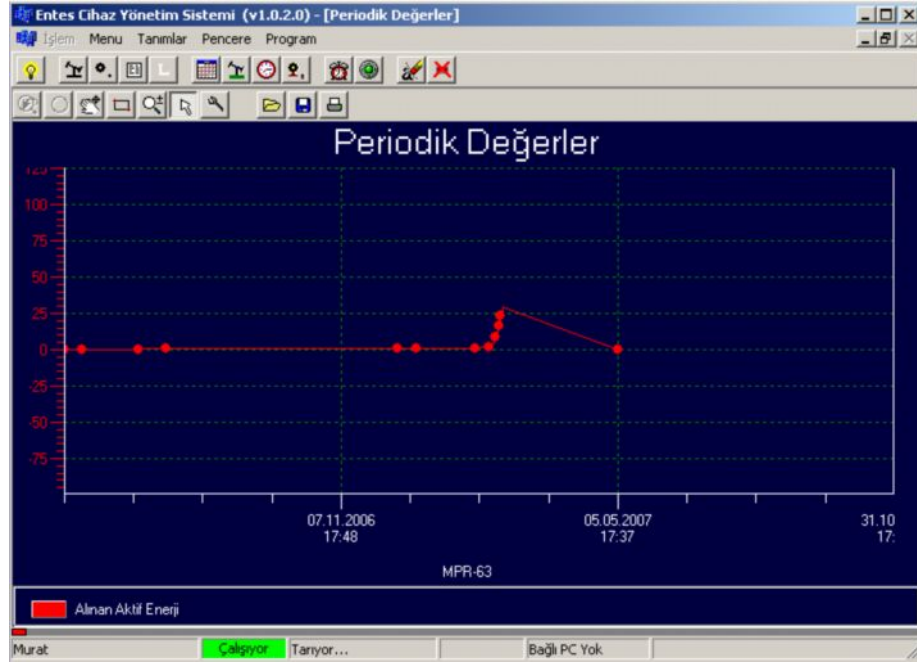 Entes Cihaz Yönetim Sistemi (v1.0.2.0) - [Periodik Değerler]
İşlem Menu Tanımlar Pencere Program
Periodik Değerler
125
100
75
50
25
0
-25
-50
-75
07.11.2006 05.05.2007 31.10
17:48 17:37 17:
MPR-63
Alınan Aktif Enerji
Murat Çalışıyor Tarıyor... Bağlı PC Yok